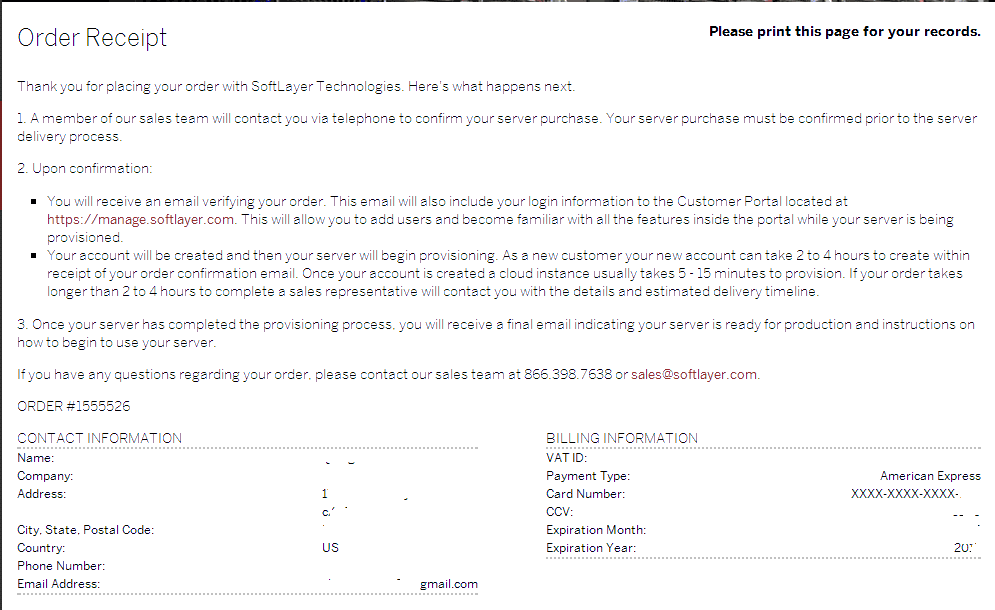 Order Receipt
Please print this page for your records.
Thank you for placing your order with SoftLayer Technologies. Here's what happens next.
1. A member of our sales team will contact you via telephone to confirm your server purchase. Your server purchase must be confirmed prior to the server
delivery process.
2. Upon confirmation:
You will receive an email verifying your order. This email will also include your login information to the Customer Portal located at
https://manage.softlayer.com. This will allow you to add users and become familiar with all the features inside the portal while your server is being
provisioned.
Your account will be created and then your server will begin provisioning. As a new customer your new account can take 2 to 4 hours to create within
receipt of your order confirmation email. Once your account is created a cloud instance usually takes 5 - 15 minutes to provision. If your order takes
longer than 2 to 4 hours to complete a sales representative will contact you with the details and estimated delivery timeline.
3. Once your server has completed the provisioning process, you will receive a final email indicating your server is ready for production and instructions on
how to begin to use your server.
If you have any questions regarding your order, please contact our sales team at 866.398.7638 or sales@softlayer.com.
ORDER #1555526
CONTACT INFORMATION
Name:
Company:
Address: 1
City, State, Postal Code:
Country: US
Phone Number:
Email Address: gmail.com
BILLING INFORMATION
VAT ID:
Payment Type: American Express
Card Number: XXXX-XXXX-XXXX-
CCV:
Expiration Month:
Expiration Year: 20